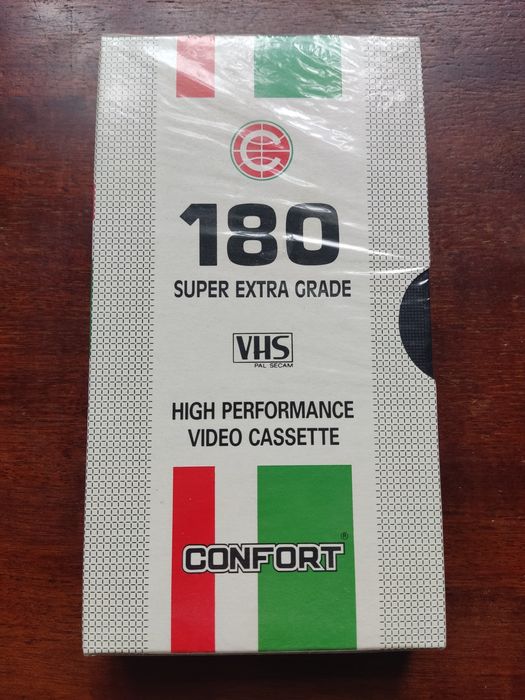 C
180
SUPER EXTRA GRADE
VHS
PAL SECAM
HIGH PERFORMANCE
VIDEO CASSETTE
CONFORT®